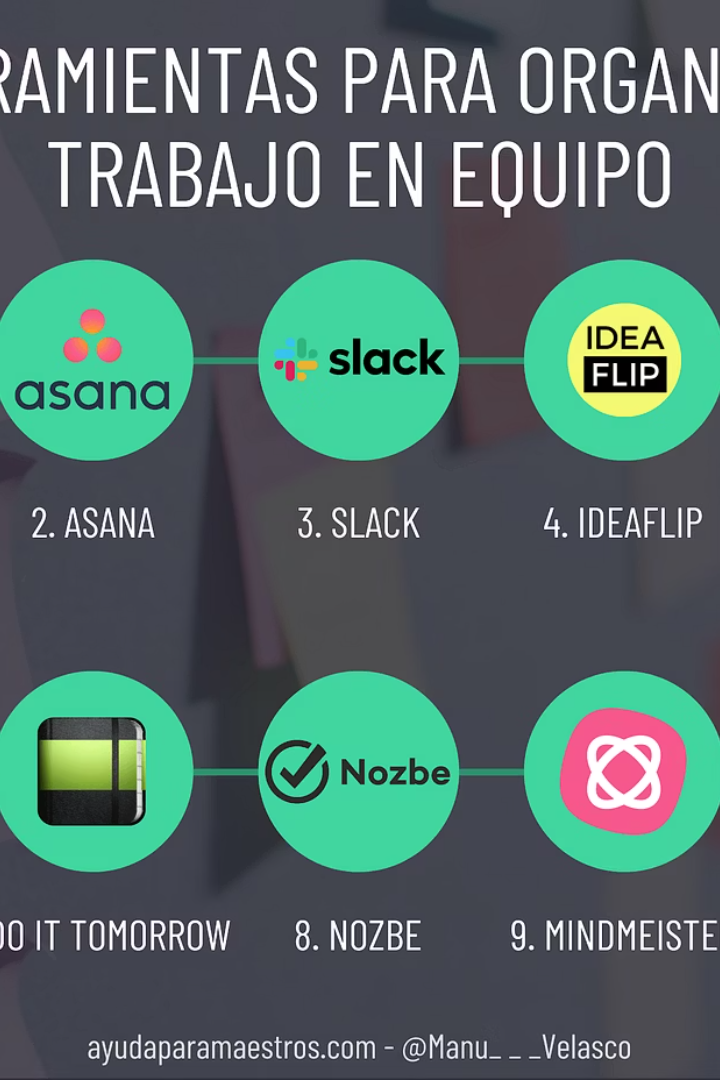 RAMIENTAS PARA ORGAN
TRABAJO EN EQUIPO
asana
slack
IDEA
FLIP
2. ASANA
3. SLACK
4. IDEAFLIP
Nozbe
DO IT TOMORROW
8. NOZBE
9. MINDMEISTE
ayudaparamaestros.com - @Manu_ _ _Velasco